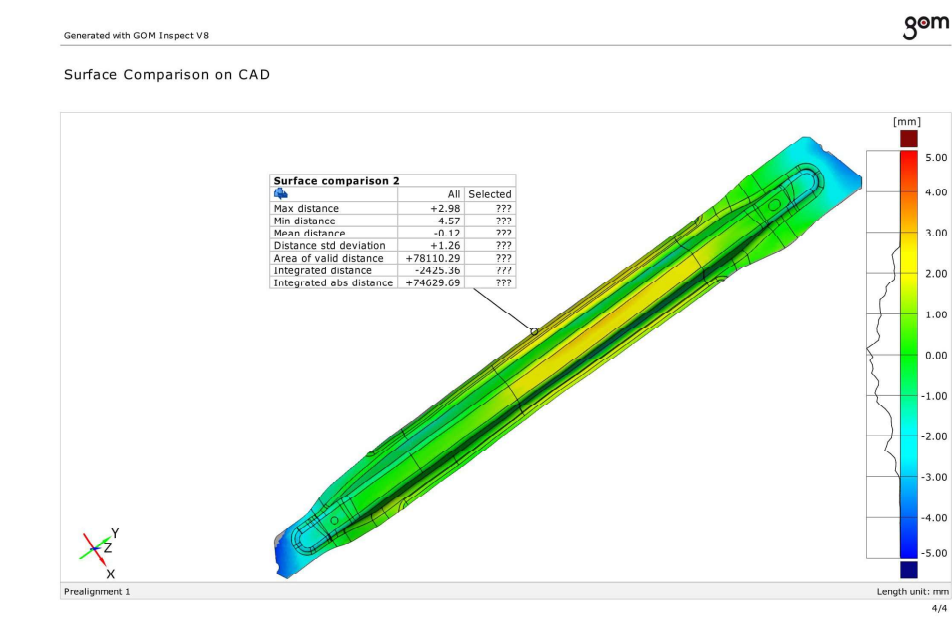 gom
Generated with GOM Inspect V8
Surface Comparison on CAD
[mm]
Surface comparison 2
All Selected
Max distance +2.98 ???
Min distance 4.57 ???
Mean distance -0.12 ???
Distance std deviation +1.26 ???
Area of valid distance +78110.29 ???
Integrated distance -2425.36 ???
Integrated abs distance +74629.69 ???
5.00
4.00
3.00
2.00
1.00
0.00
-1.00
-2.00
-3.00
-4.00
-5.00
Y
Z
X
Prealignment 1
Length unit: mm
4/4